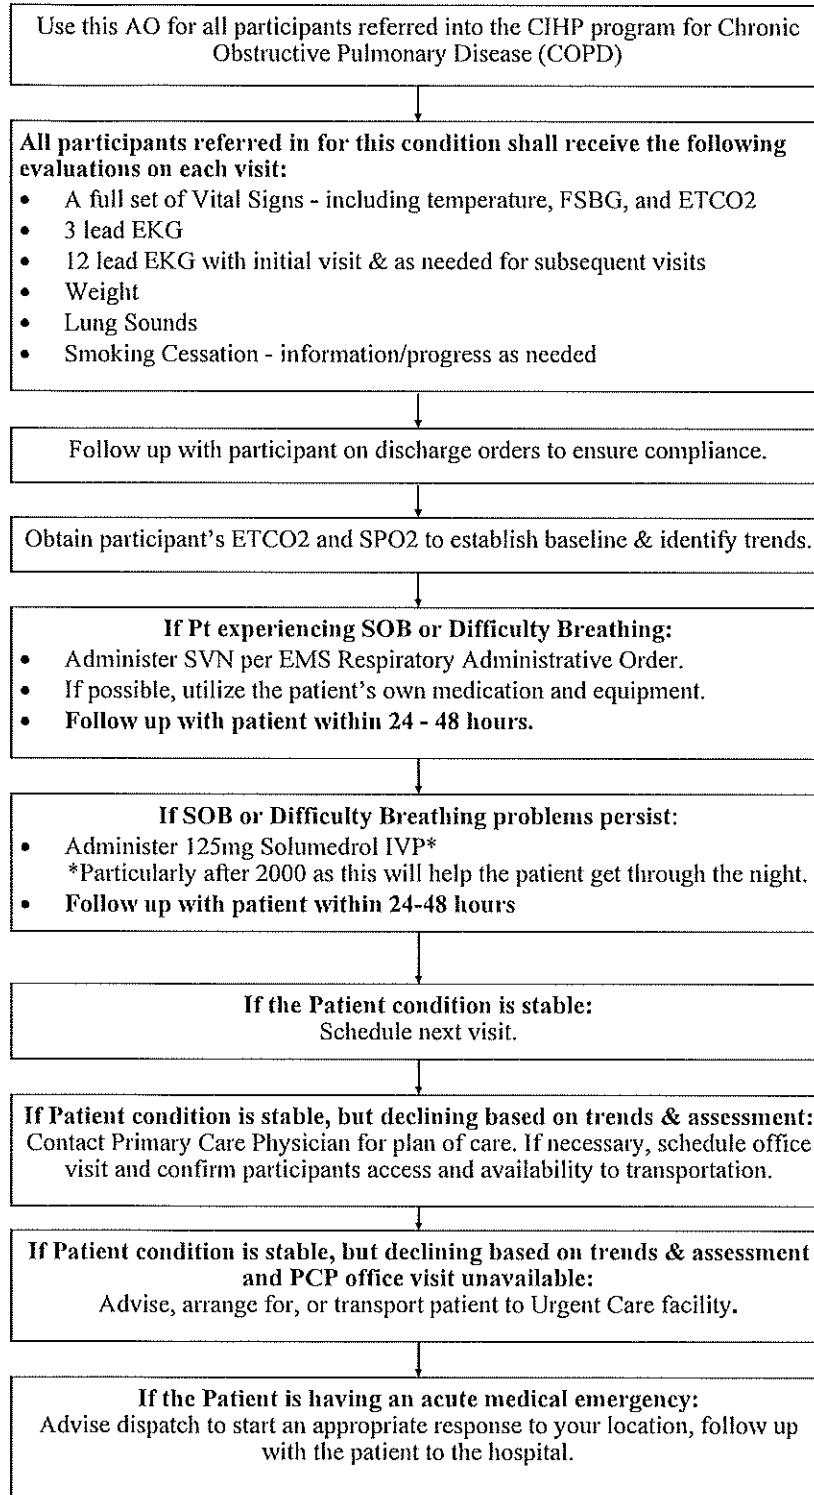 Use this AO for all participants referred into the CIHP program for Chronic
Obstructive Pulmonary Disease (COPD)
All participants referred in for this condition shall receive the following
evaluations on each visit:
• A full set of Vital Signs - including temperature, FSBG, and ETCO2
• 3 lead EKG
• 12 lead EKG with initial visit & as needed for subsequent visits
• Weight
• Lung Sounds
• Smoking Cessation - information/progress as needed
Follow up with participant on discharge orders to ensure compliance.
Obtain participant's ETCO2 and SPO2 to establish baseline & identify trends.
If Pt experiencing SOB or Difficulty Breathing:
• Administer SVN per EMS Respiratory Administrative Order.
• If possible, utilize the patient's own medication and equipment.
• Follow up with patient within 24 - 48 hours.
If SOB or Difficulty Breathing problems persist:
• Administer 125mg Solumedrol IVP*
*Particularly after 2000 as this will help the patient get through the night.
• Follow up with patient within 24-48 hours
If the Patient condition is stable:
Schedule next visit.
If Patient condition is stable, but declining based on trends & assessment:
Contact Primary Care Physician for plan of care. If necessary, schedule office
visit and confirm participants access and availability to transportation.
If Patient condition is stable, but declining based on trends & assessment
and PCP office visit unavailable:
Advise, arrange for, or transport patient to Urgent Care facility.
If the Patient is having an acute medical emergency:
Advise dispatch to start an appropriate response to your location, follow up
with the patient to the hospital.